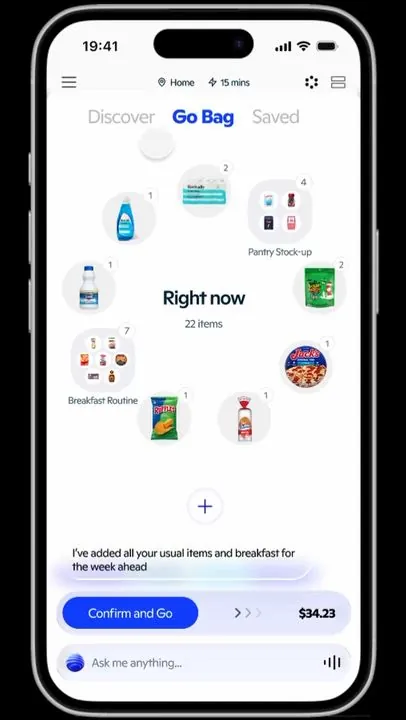 19:41
Home
15 mins
Discover Go Bag Saved
2
1
4
Pantry Stock-up
1
2
Right now
22 items
7
1
Jack's
Breakfast Routine
1
1
Ruffles
I've added all your usual items and breakfast for
the week ahead
Confirm and Go
$34.23
Ask me anything...